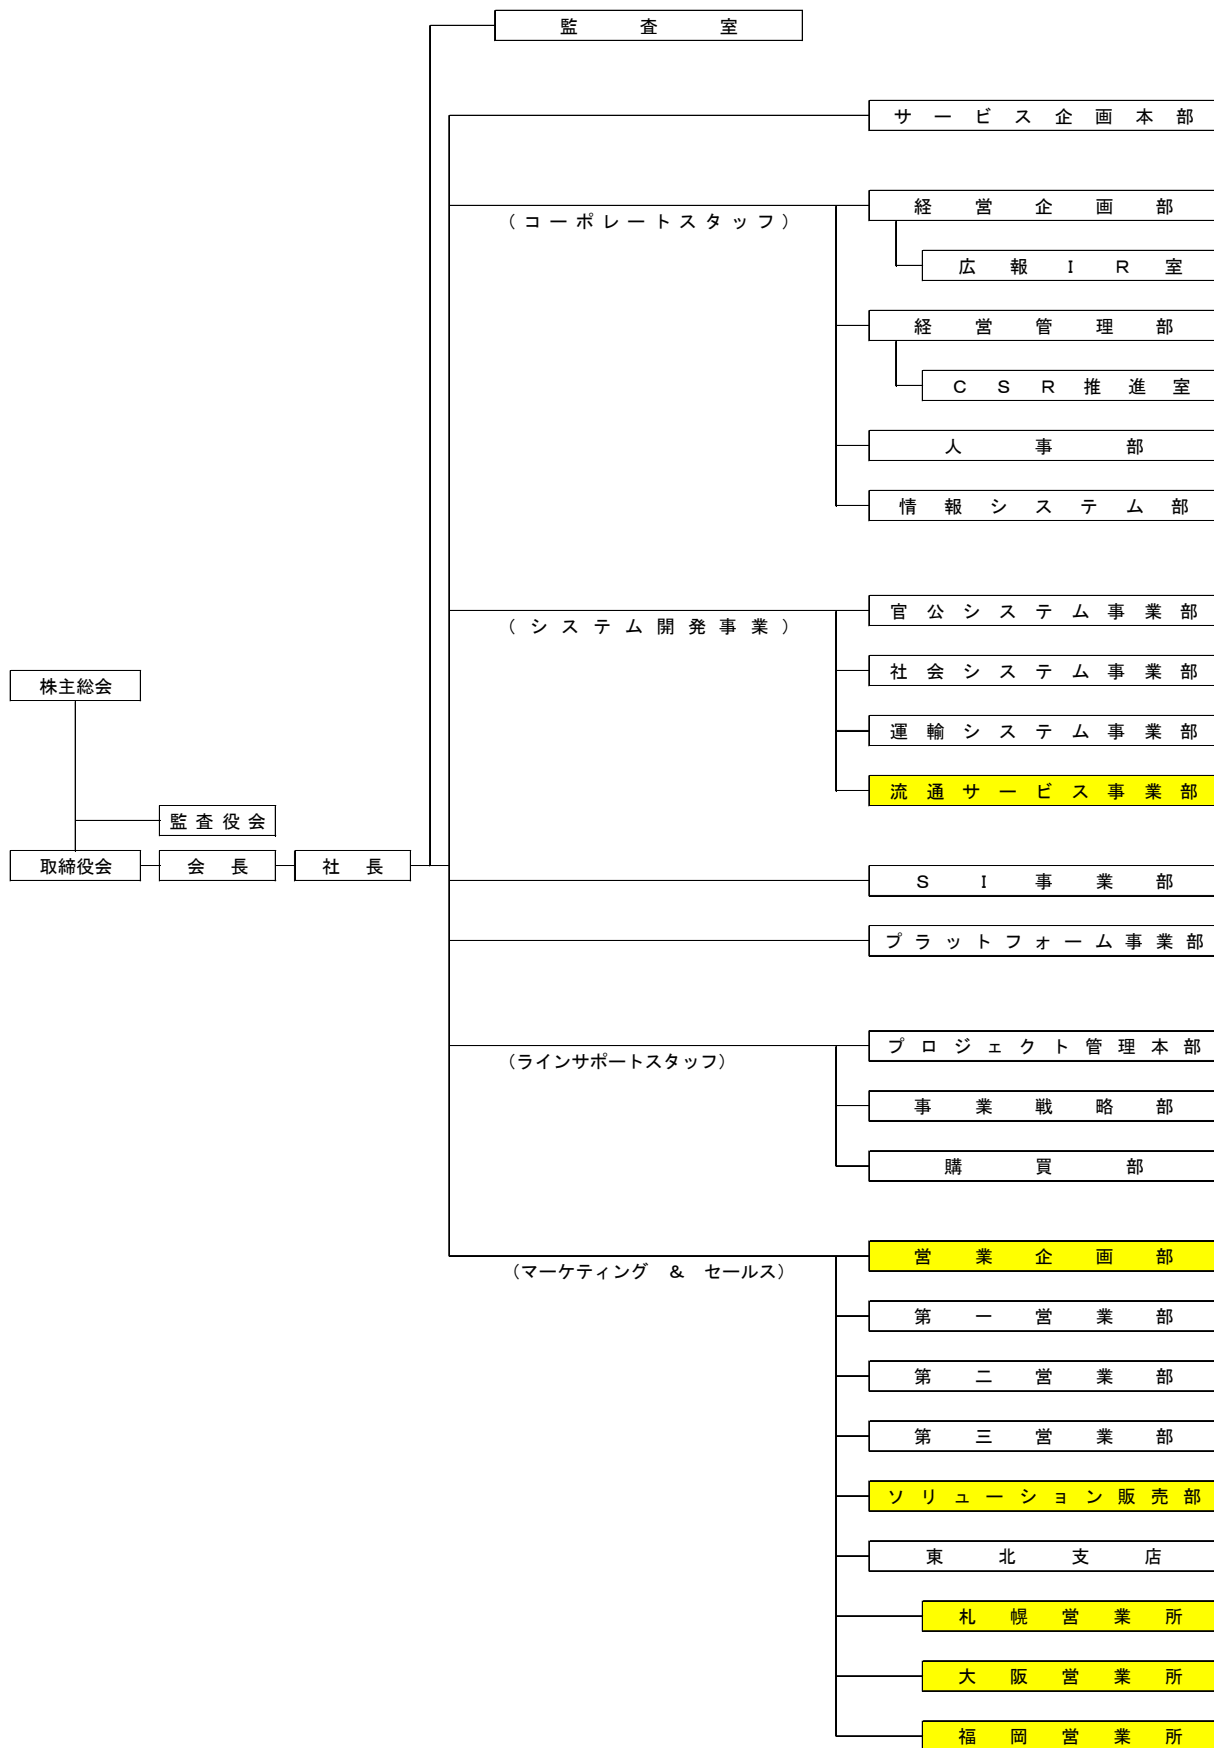 監査室
サービス企画本部
経営企画部
(コーポレートスタッフ)
広報IR室
経営管理部
CSR推進室
人事部
情報システム部
官公システム事業部
(システム開発事業)
社会システム事業部
株主総会
運輸システム事業部
流通サービス事業部
監査役会
取締役会
会長
社長
SI事業部
プラットフォーム事業部
プロジェクト管理本部
(ラインサポートスタッフ)
事業戦略部
購買部
営業企画部
(マーケティング & セールス)
第一営業部
第二営業部
第三営業部
ソリューション販売部
東北支店
札幌営業所
大阪営業所
福岡営業所